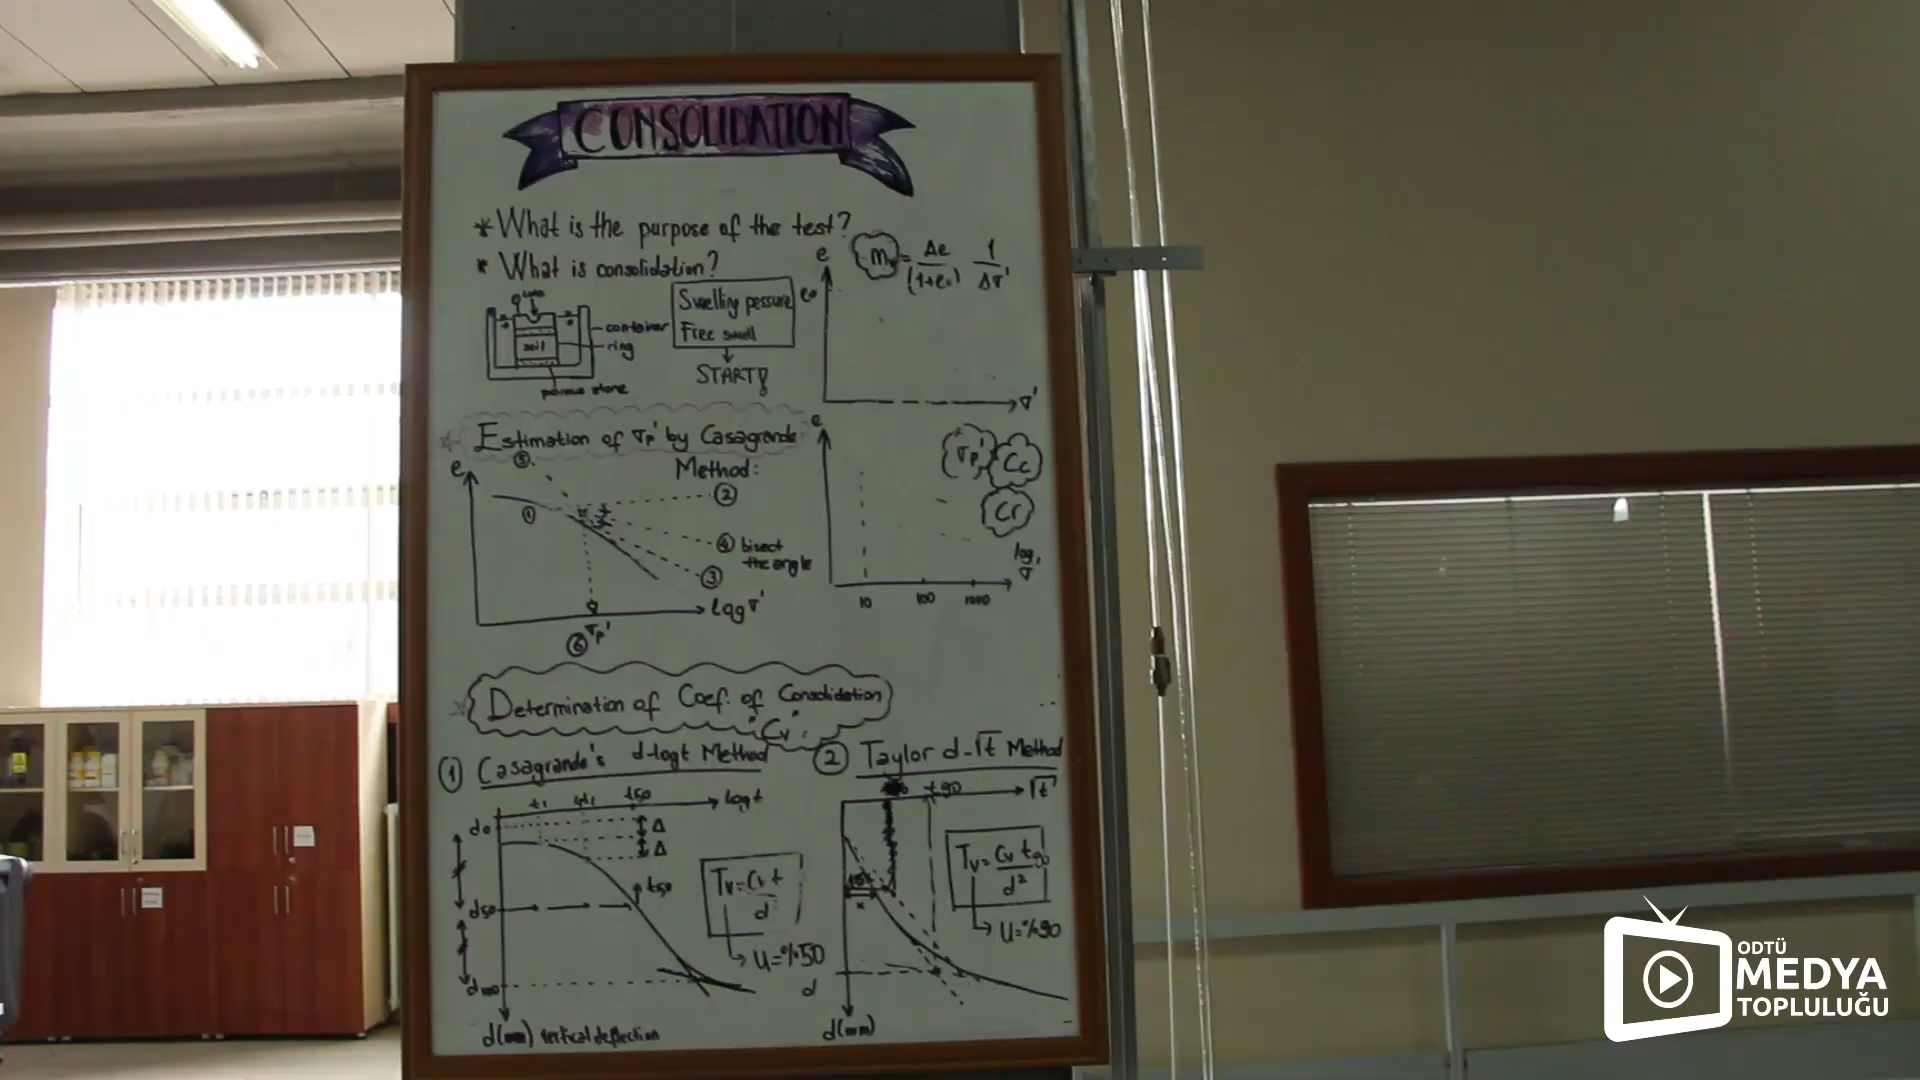 CONSOLIDATION
* What is the purpose of the test?
* What is consolidation?
soil
container
ring
porous stone
Swelling pessure
Free swell
START!
e
e0
mv = Δe / (1+e0) 1 / Δσ'
σ'
* Estimation of σp' by Casagrande
Method:
e
①
②
③
④ bisect
the angle
⑤
⑥ σp'
log σ'
e
σp'
Cc
Cr
log
σ'
10 100 1000
* Determination of Coef. of Consolidation
"Cv":
① Casagrande's d-logt Method
t1 4t1 t50 logt
d0
Δ
Δ
t50
d50
d100
d(mm) vertical deflection
Tv = Cv t / d
U=%50
② Taylor d-√t Method
t90 √t
x
d
d(mm)
Tv = Cv t90 / d²
U=%90
ODTÜ
MEDYA
TOPLULUĞU